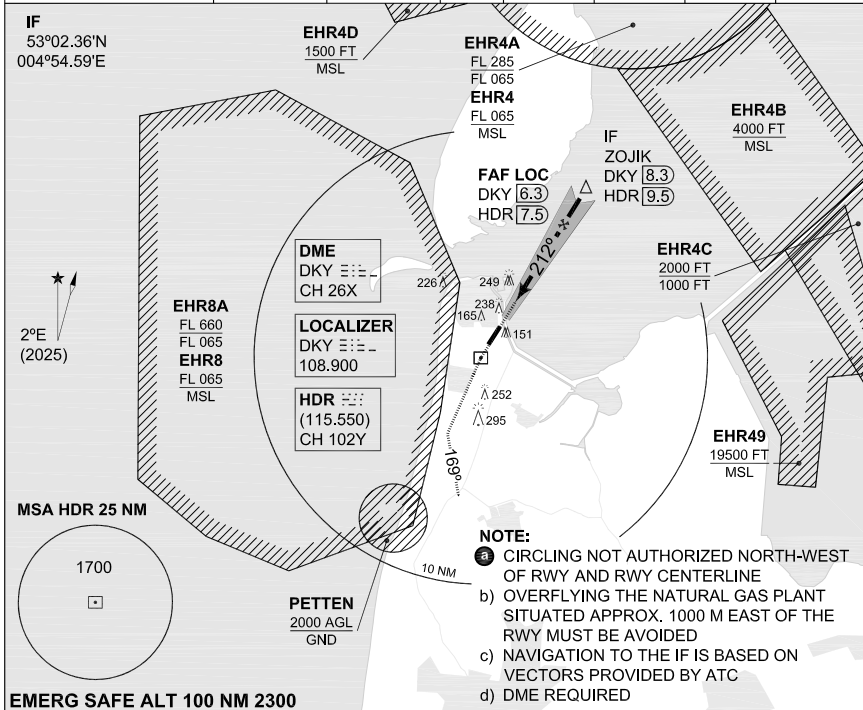 IF
53º02.36'N
004º54.59'E
EHR4D
1500 FT
MSL
EHR4A
FL 285
FL 065
EHR4
FL 065
MSL
EHR4B
4000 FT
MSL
IF
ZOJIK
DKY 8.3
HDR 9.5
FAF LOC
DKY 6.3
HDR 7.5
212º
EHR4C
2000 FT
1000 FT
DME
DKY
CH 26X
LOCALIZER
DKY
108.900
HDR
(115.550)
CH 102Y
226
249
238
165
151
252
295
2ºE
(2025)
EHR8A
FL 660
FL 065
EHR8
FL 065
MSL
169º
EHR49
19500 FT
MSL
MSA HDR 25 NM
1700
PETTEN
2000 AGL
GND
10 NM
NOTE:
a CIRCLING NOT AUTHORIZED NORTH-WEST
OF RWY AND RWY CENTERLINE
b) OVERFLYING THE NATURAL GAS PLANT
SITUATED APPROX. 1000 M EAST OF THE
RWY MUST BE AVOIDED
c) NAVIGATION TO THE IF IS BASED ON
VECTORS PROVIDED BY ATC
d) DME REQUIRED
EMERG SAFE ALT 100 NM 2300